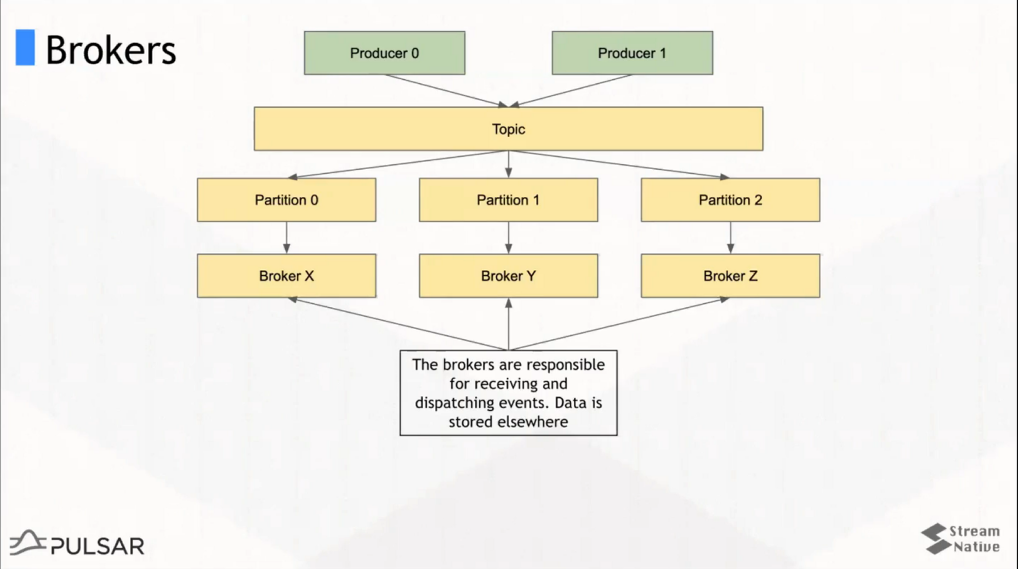 Brokers
Producer 0
Producer 1
Topic
Partition 0
Partition 1
Partition 2
Broker X
Broker Y
Broker Z
The brokers are responsible
for receiving and
dispatching events. Data is
stored elsewhere
PULSAR
Stream
Native